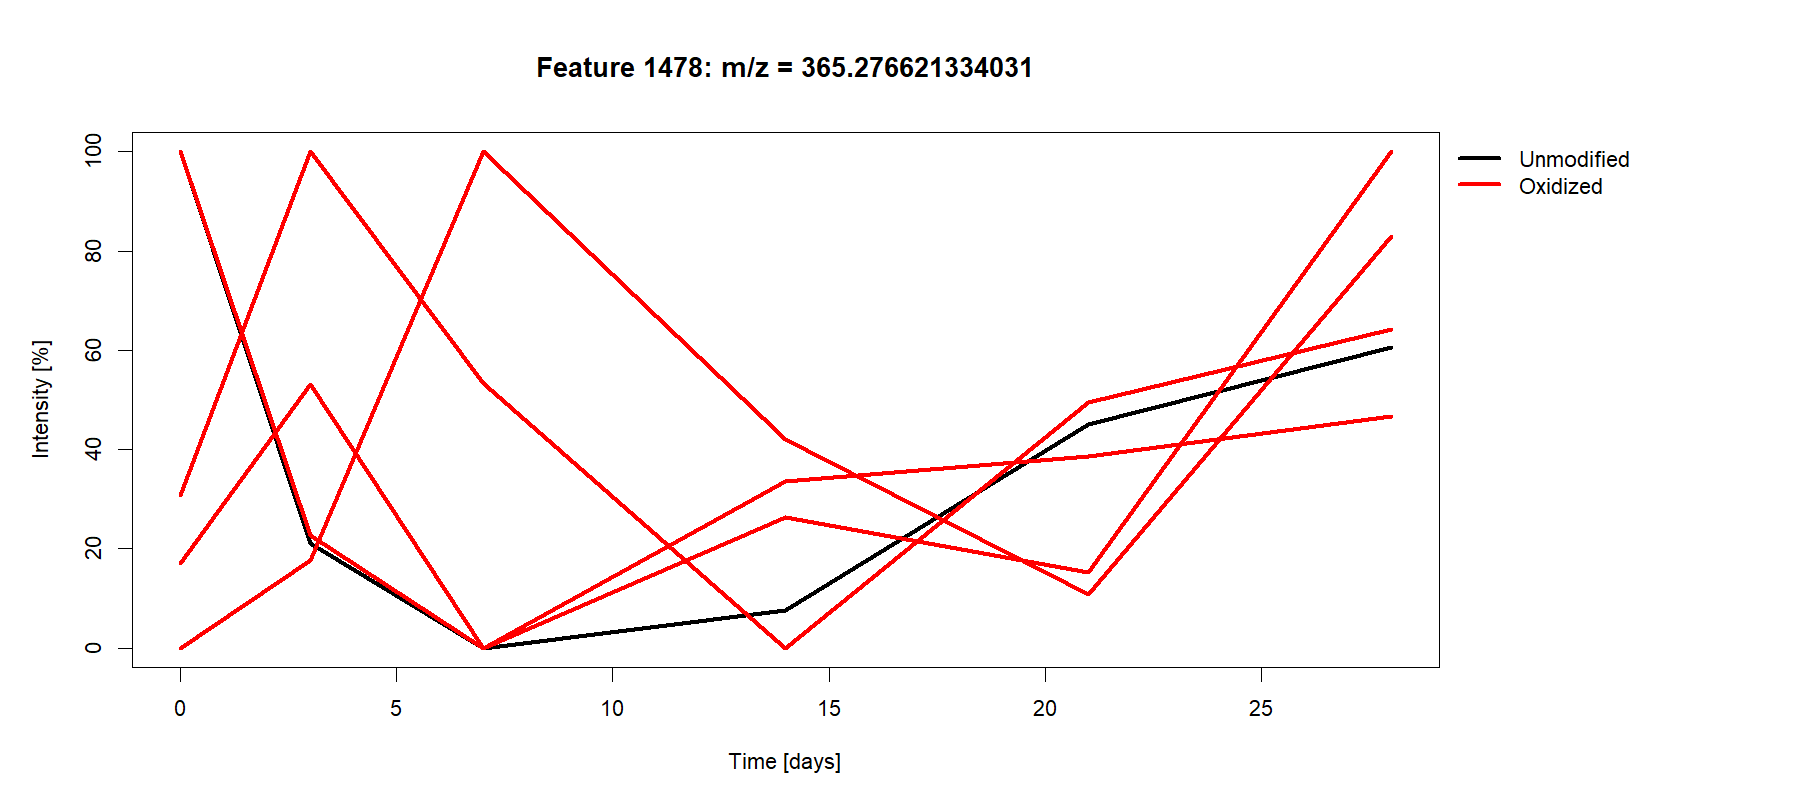 Feature 1478: m/z = 365.276621334031
Unmodified
Oxidized
Intensity [%]
100
80
60
40
20
0
0 5 10 15 20 25
Time [days]